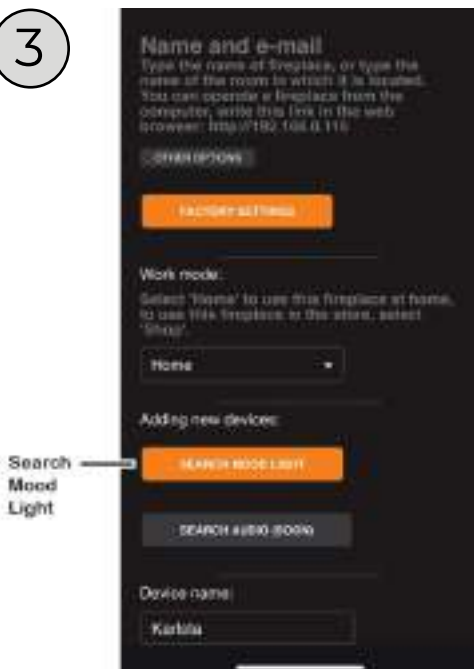 3
Name and e-mail
Type the name of fireplace, or type the
name of the room to which it is located.
You can operate a fireplace from the
computer, write this link in the web
browser: http://192.168.0.110
OTHER OPTIONS
FACTORY SETTINGS
Work mode:
Select 'Home' to use this fireplace at home,
to use this fireplace in the store, select
'Shop'.
Home
Adding new devices:
Search
Mood
Light
SEARCH MOOD LIGHT
SEARCH AUDIO (SOON)
Device name: